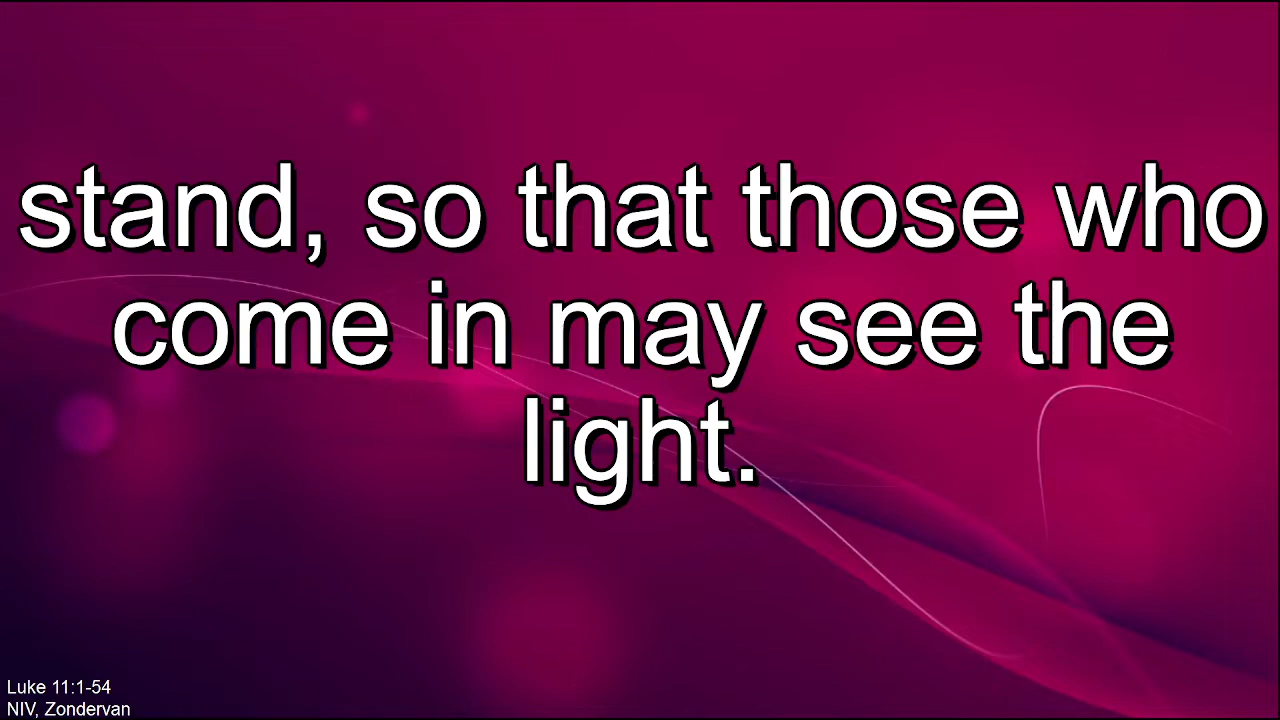 stand, so that those who
come in may see the
light.
Luke 11:1-54
NIV, Zondervan